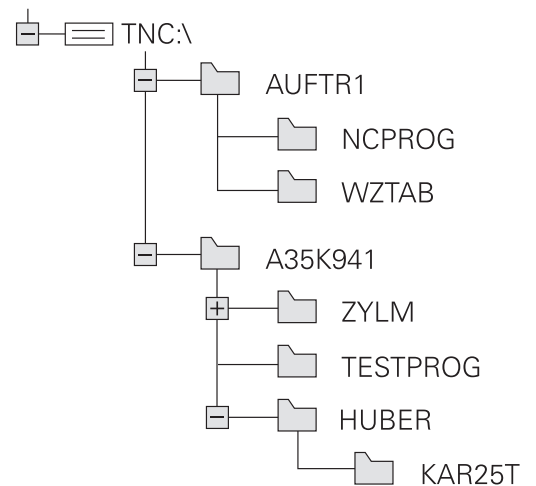 TNC:\
AUFTR1
NCPROG
WZTAB
A35K941
ZYLM
TESTPROG
HUBER
KAR25T